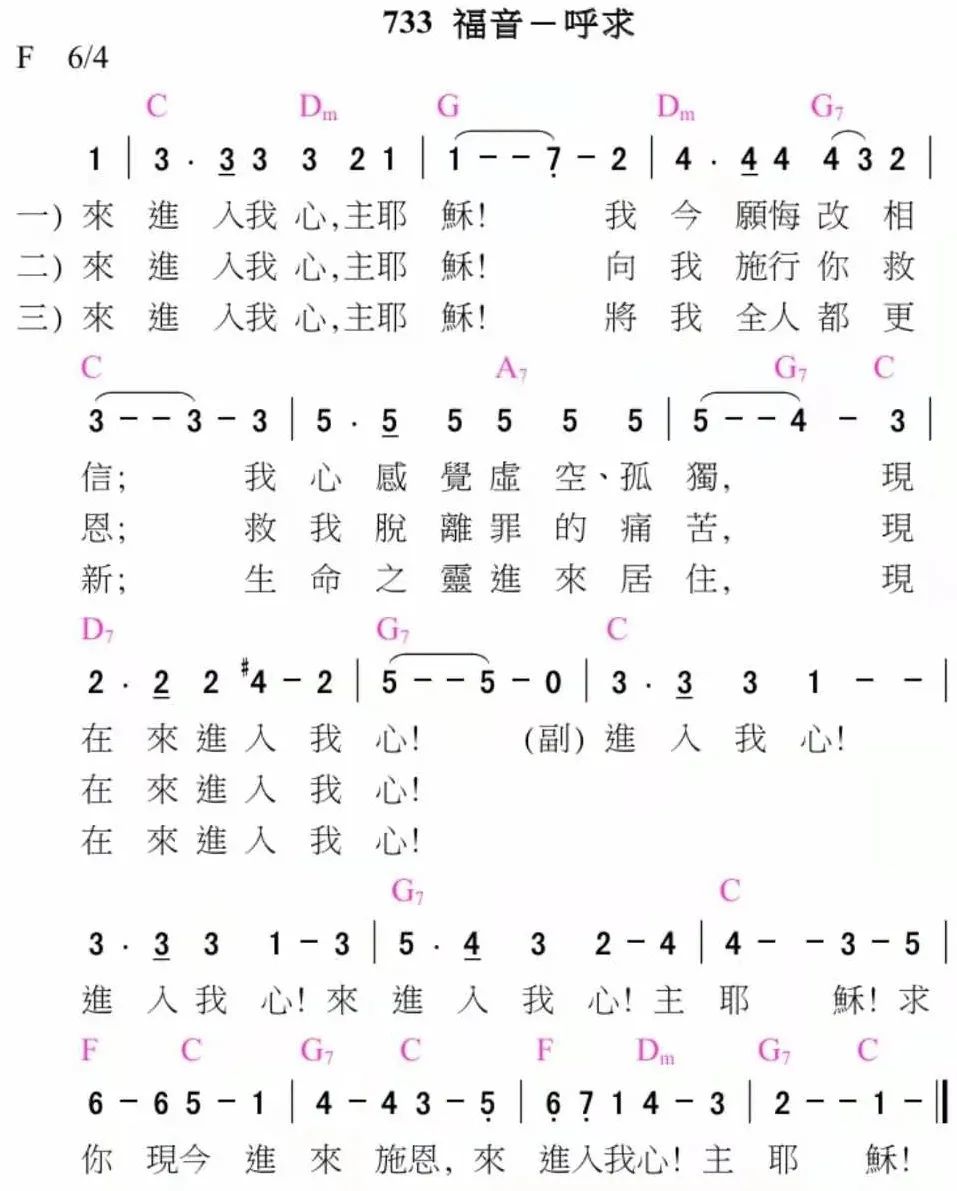 733 福音－呼求
F 6/4
C Dm G Dm G7
1 | 3 . 3 3 3 2 1 | 1 - - 7 - 2 | 4 . 4 4 4 3 2 |
一) 來 進 入我 心,主耶 穌! 我 今 願悔 改 相
二) 來 進 入我 心,主耶 穌! 向 我 施行 你 救
三) 來 進 入我 心,主耶 穌! 將 我 全人 都 更
C A7 G7 C
3 - - 3 - 3 | 5 . 5 5 5 5 5 | 5 - - 4 - 3 |
信; 我 心 感 覺 虛 空、孤 獨, 現
恩; 救 我 脫 離 罪 的 痛 苦, 現
新; 生 命 之 靈 進 來 居 住, 現
D7 G7 C
2 . 2 2 #4 - 2 | 5 - - 5 - 0 | 3 . 3 3 1 - - |
在 來 進 入 我 心! (副) 進 入 我 心!
在 來 進 入 我 心!
在 來 進 入 我 心!
G7 C
3 . 3 3 1 - 3 | 5 . 4 3 2 - 4 | 4 - - 3 - 5 |
進 入 我 心! 來 進 入 我 心! 主 耶 穌! 求
F C G7 C F Dm G7 C
6 - 6 5 - 1 | 4 - 4 3 - 5 | 6 7 1 4 - 3 | 2 - - 1 - ||
你 現今 進 來 施恩, 來 進入我心! 主 耶 穌!